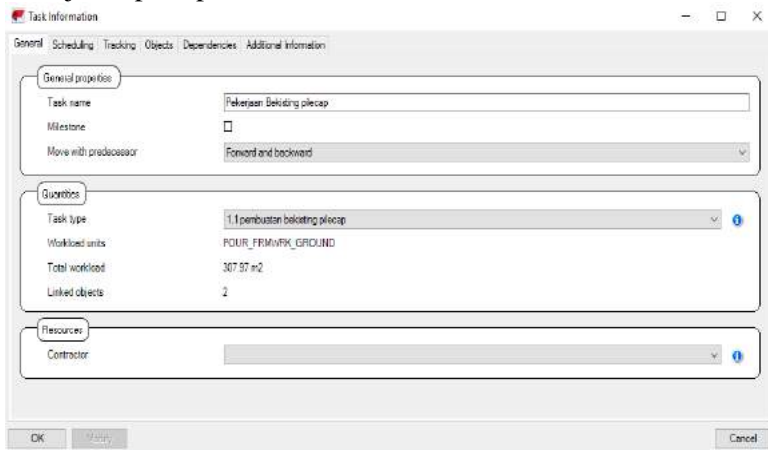 Task Information
General Scheduling Tracking Objects Dependencies Additional Information
General properties
Task name Pekerjaan Bekisting pilecap
Milestone
Move with predecessor Forward and backward
Quantities
Task type 1.1 pembuatan bekisting pilecap
Workload units POUR_FRMWRK_GROUND
Total workload 307.97 m2
Linked objects 2
Resources
Contractor
OK Modify Cancel